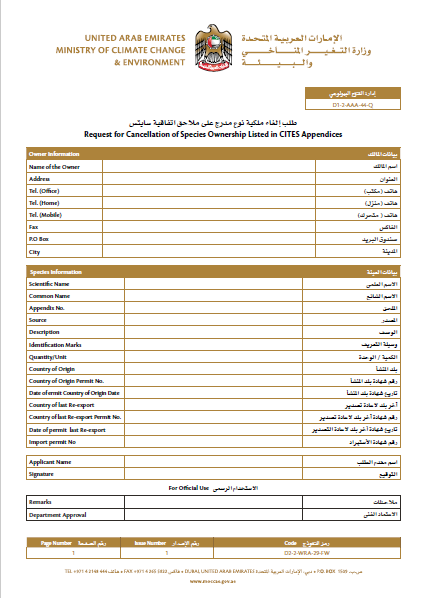 UNITED ARAB EMIRATES
MINISTRY OF CLIMATE CHANGE
& ENVIRONMENT
الإمارات العربية المتحدة
وزارة التغير المناخي
والبيئة
إدارة التنوع البيولوجي
D1-2-AAA-44-Q
طلب إلغاء ملكية نوع مدرج على ملاحق اتفاقية سايتس
Request for Cancellation of Species Ownership Listed in CITES Appendices
Owner Information بيانات المالك
Name of the Owner اسم المالك
Address العنوان
Tel. (Office) هاتف (مكتب)
Tel. (Home) هاتف (منزل)
Tel. (Mobile) هاتف (متحرك)
Fax الفاكس
P.O Box صندوق البريد
City المدينة
Species Information بيانات العينة
Scientific Name الاسم العلمي
Common Name الاسم الشائع
Appendix No. الملحق
Source المصدر
Description الوصف
Identification Marks وسيلة التعريف
Quantity/Unit الكمية / الوحدة
Country of Origin بلد المنشأ
Country of Origin Permit No. رقم شهادة بلد المنشأ
Date of ermit Country of Origin Date تاريخ شهادة بلد المنشأ
Country of last Re-export آخر بلد لاعادة تصدير
Country of last Re-export Permit No. رقم شهادة آخر بلد لاعادة تصدير
Date of permit last Re-export تاريخ شهادة آخر بلد لاعادة التصدير
Import permit No رقم شهادة الأستيراد
Applicant Name اسم مقدم الطلب
Signature التوقيع
For Official Use الاستخدام الرسمي
Remarks ملاحظات
Department Approval الاعتماد الفني
Page Number رقم الصفحة Issue Number رقم الإصدار Code رمز النموذج
1 1 D2-2-WRA-29-FW
TEL +971 4 2148 444 هاتف • FAX +971 4 265 5822 فاكس • DUBAI, UNITED ARAB EMIRATES دبي، الإمارات العربية المتحدة • P.O. BOX 1509 ص.ب.
www.moccae.gov.ae